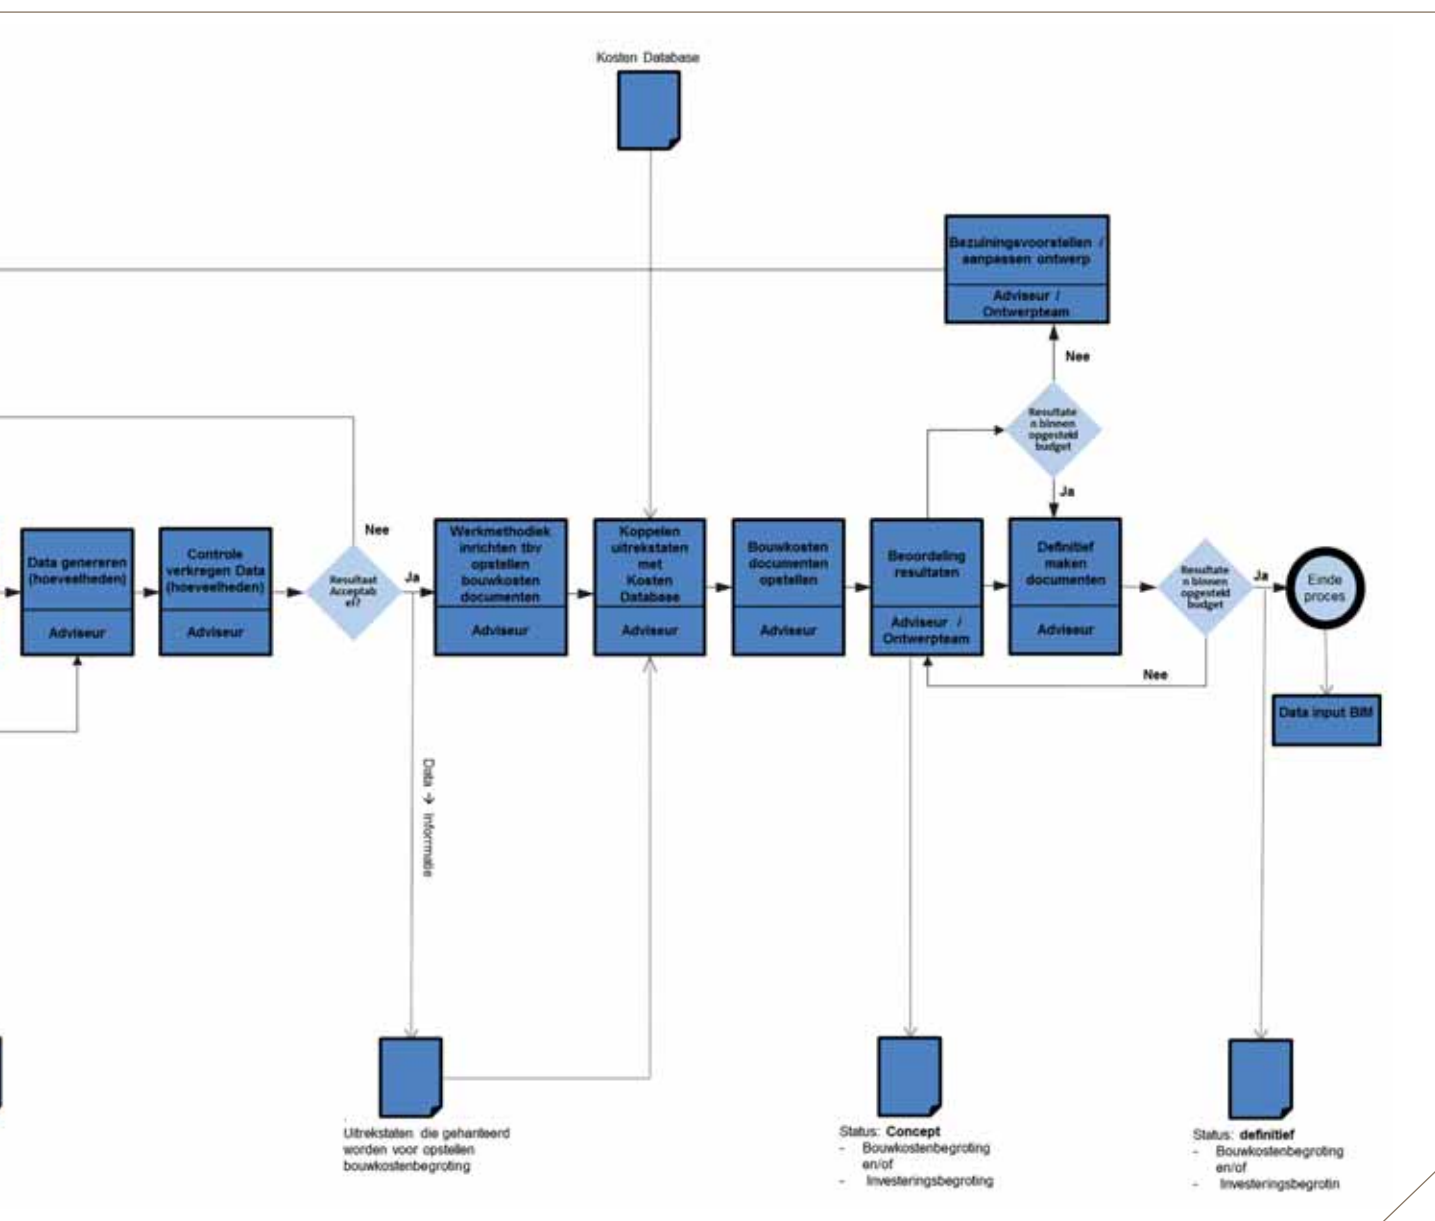 Kosten Database
Bezuiningsvoorstellen /
aanpassen ontwerp
Adviseur /
Ontwerpteam
Nee
Resultate
n binnen
opgesteld
budget
Ja
Data genereren
(hoeveelheden)
Adviseur
Controle
verkregen Data
(hoeveelheden)
Adviseur
Nee
Resultaat
Acceptab
el?
Ja
Werkmethodiek
inrichten tbv
opstellen
bouwkosten
documenten
Adviseur
Koppelen
uitrekstaten
met
Kosten
Database
Adviseur
Bouwkosten
documenten
opstellen
Adviseur
Beoordeling
resultaten
Adviseur /
Ontwerpteam
Definitief
maken
documenten
Adviseur
Resultate
n binnen
opgesteld
budget
Ja
Nee
Einde
proces
Data input BIM
Data → Informatie
Uitrekstaten die gehanteerd
worden voor opstellen
bouwkostenbegroting
Status: Concept
- Bouwkostenbegroting
en/of
- Investeringsbegroting
Status: definitief
- Bouwkostenbegroting
en/of
- Investeringsbegrotin